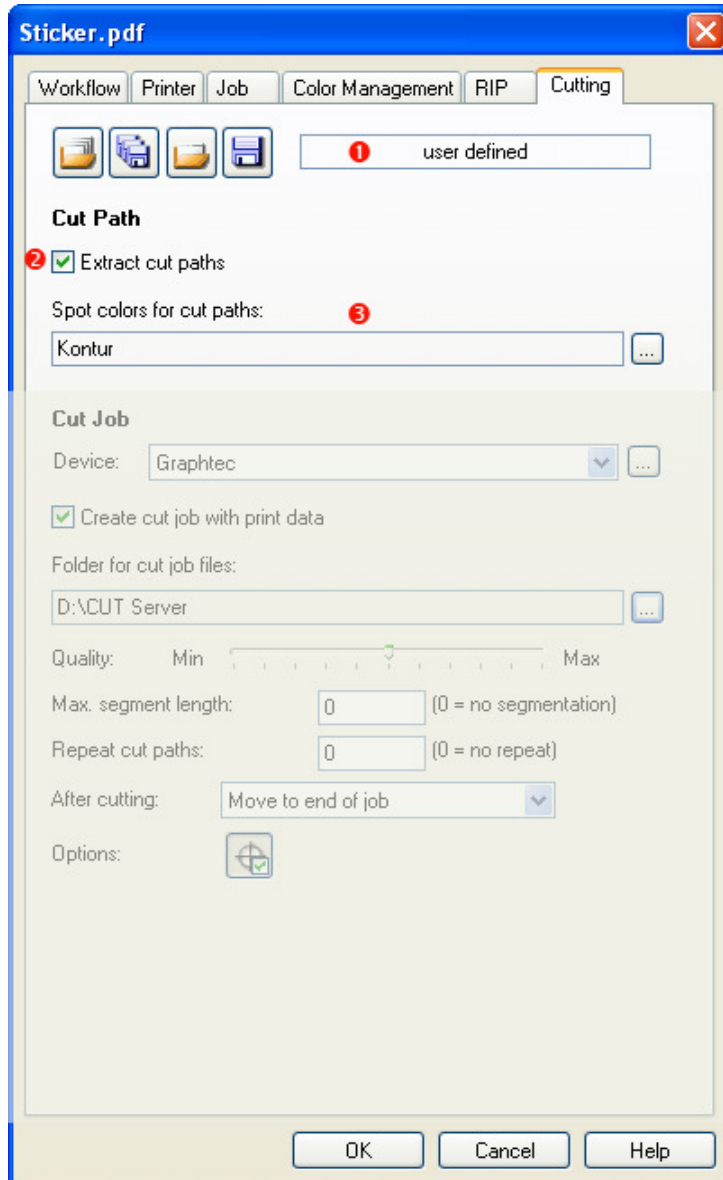 Sticker.pdf
Workflow Printer Job Color Management RIP Cutting
1 user defined
Cut Path
2 Extract cut paths
Spot colors for cut paths: 3
Kontur ...
Cut Job
Device: Graphtec ...
Create cut job with print data
Folder for cut job files:
D:\CUT Server ...
Quality: Min Max
Max. segment length: 0 (0 = no segmentation)
Repeat cut paths: 0 (0 = no repeat)
After cutting: Move to end of job
Options:
OK Cancel Help